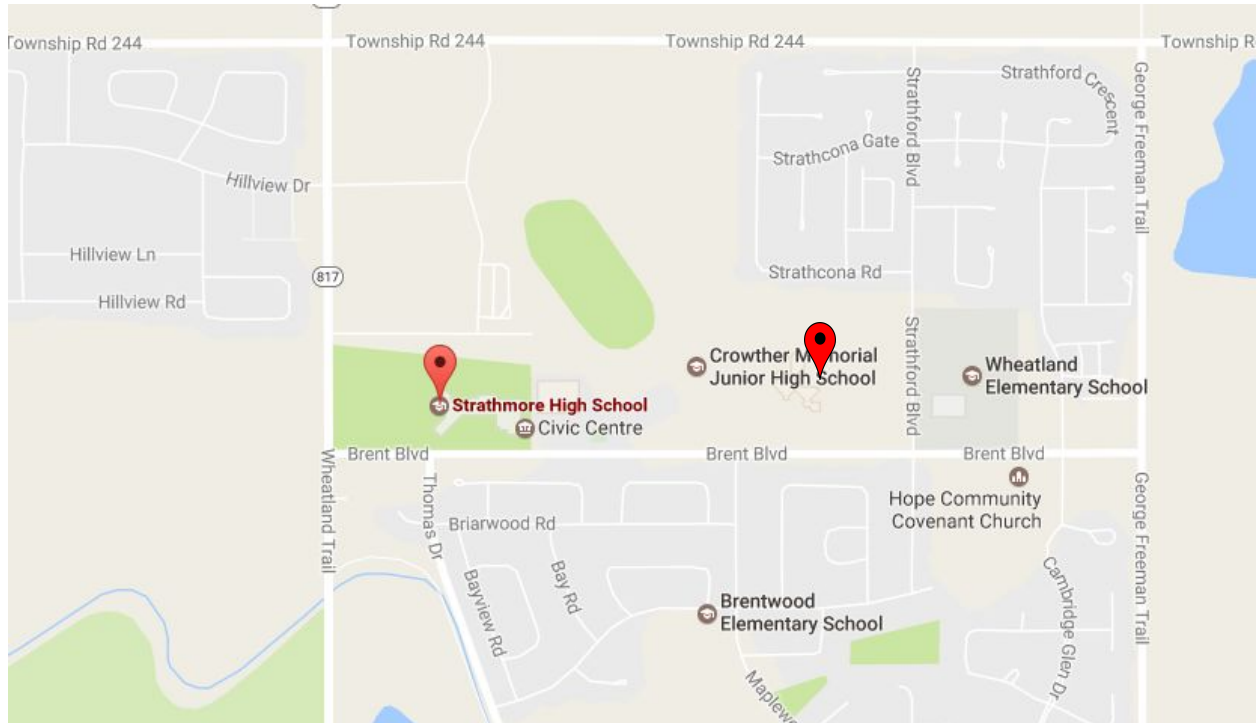 Township Rd 244
Township Rd 244
Township Rd 244
Township R
Strathford Crescent
George Freeman Trail
Strathford Blvd
Strathcona Gate
Hillview Dr
Hillview Ln
Strathcona Rd
817
Hillview Rd
Strathford Blvd
Crowther Memorial
Junior High School
Wheatland
Elementary School
Strathmore High School
Civic Centre
Brent Blvd
Brent Blvd
Brent Blvd
Wheatland Trail
Thomas Dr
George Freeman Trail
Hope Community
Covenant Church
Briarwood Rd
Bay Rd
Bayview Rd
Cambridge Glen Dr
Brentwood
Elementary School
Maplew